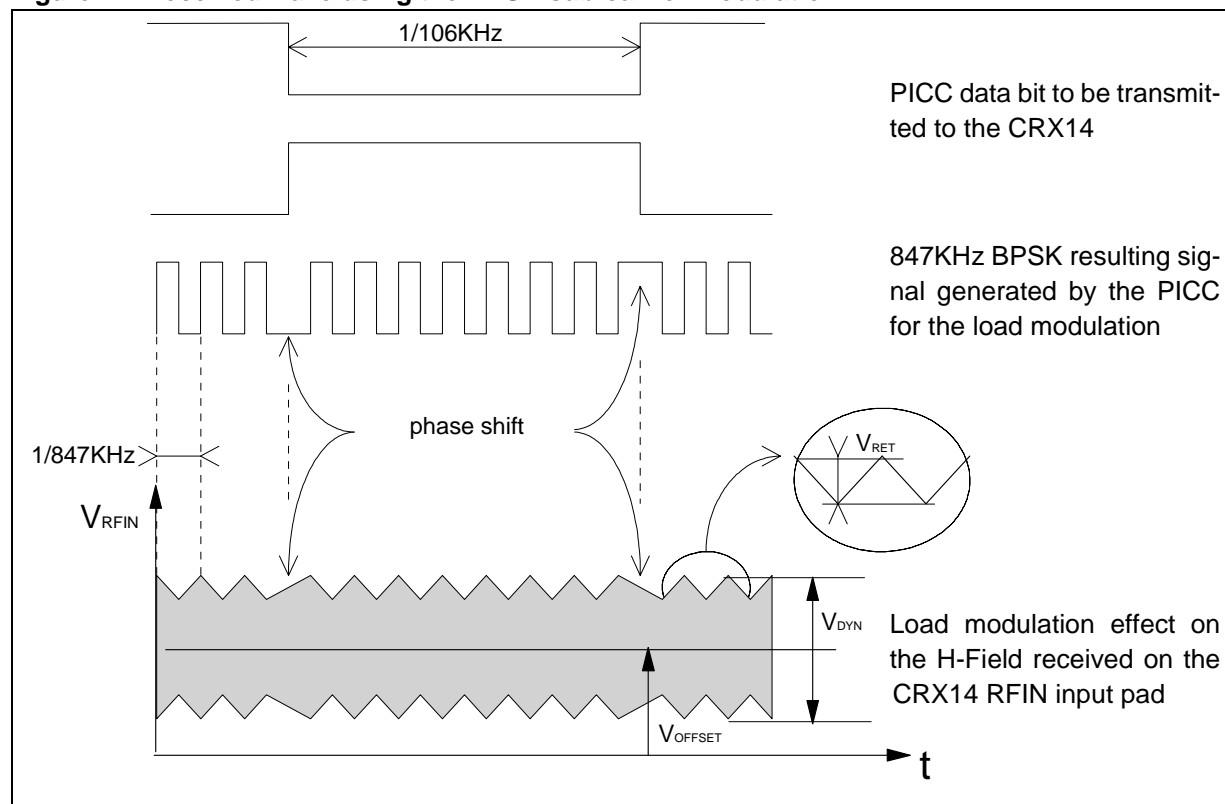 1/106KHz
PICC data bit to be transmit-
ted to the CRX14
847KHz BPSK resulting sig-
nal generated by the PICC
for the load modulation
phase shift
1/847KHz
VRET
VRFIN
VDYN
Load modulation effect on
the H-Field received on the
CRX14 RFIN input pad
VOFFSET
t